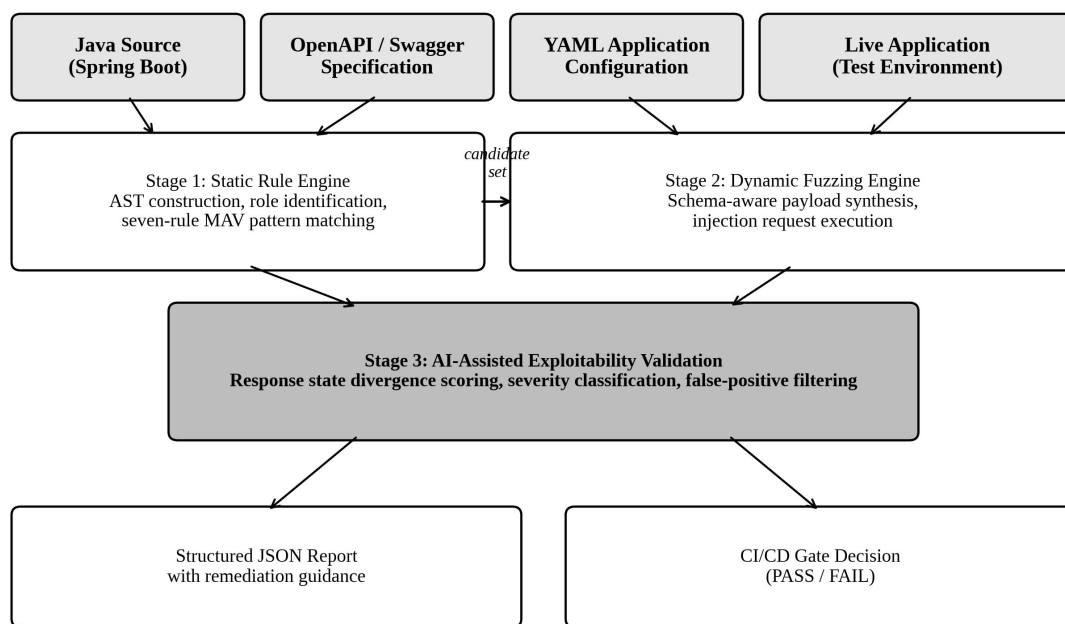 Java Source
(Spring Boot)
OpenAPI / Swagger
Specification
YAML Application
Configuration
Live Application
(Test Environment)
candidate
set
Stage 1: Static Rule Engine
AST construction, role identification,
seven-rule MAV pattern matching
Stage 2: Dynamic Fuzzing Engine
Schema-aware payload synthesis,
injection request execution
Stage 3: AI-Assisted Exploitability Validation
Response state divergence scoring, severity classification, false-positive filtering
Structured JSON Report
with remediation guidance
CI/CD Gate Decision
(PASS / FAIL)